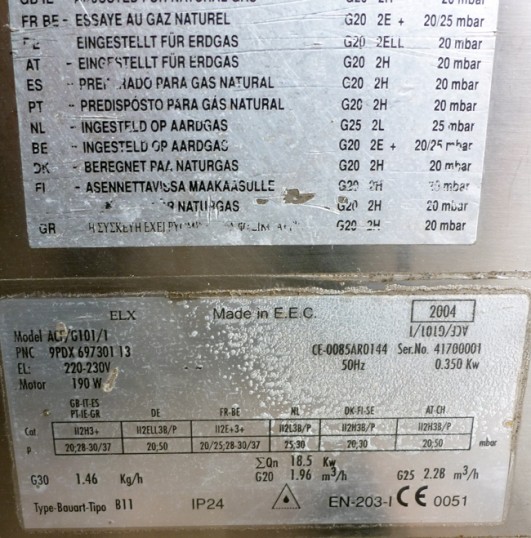 FR BE - ESSAYE AU GAZ NATUREL G20 2E + 20/25 mbar
EINGESTELLT FÜR ERDGAS G20 2ELL 20 mbar
AT - EINGESTELLT FÜR ERDGAS G20 2H 20 mbar
ES - GAS NATURAL 2H 20 mbar
PT - PREDISPÓSTO PARA GAS NATURAL G20 2H 20 mbar
NL - INGESTELD OP AARDGAS G25 2L 25 mbar
BE - INGESTELD OP AARDGAS G20 2E + 20/25 mbar
DK - BEREGNET NATURGAS G20 2H 20 mbar
FI - ASENNETTAVISSA MAAKAASULLE G20 2H mbar
NATURGAS G20 2H 20 mbar
GR Η ΣΥΣΚΕΥΗ ΕΧΕΙ G20 2H 20 mbar
ELX Made in E.E.C. 2004
Model /G101/1
PNC 9PDX 697301 13 CE-0085AR0144 Ser.No. 41700001
EL: 220-230V 50Hz 0.350 Kw
Motor 190 W
GB-IT-ES
PT-IE-GR DE FR-BE NL DK-FI-SE AT-CH
Cat II2H3+ II2ELL3B/P II2E+3+ II2L3B/P II2H3B/P II2H3B/P
P 20;28-30/37 20;50 20/25;28-30/37 25;30 20;30 20;50 mbar
ΣQn 18.5 Kw
G30 1.46 Kg/h G20 1.96 m³/h G25 2.28 m³/h
Type-Bauart-Tipo B11 IP24 EN-203-I CE 0051